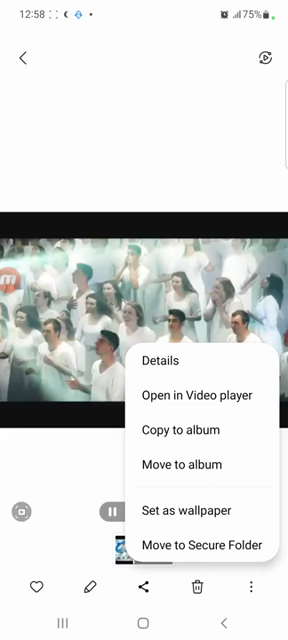 12:58
75%
Details
Open in Video player
Copy to album
Move to album
Set as wallpaper
Move to Secure Folder